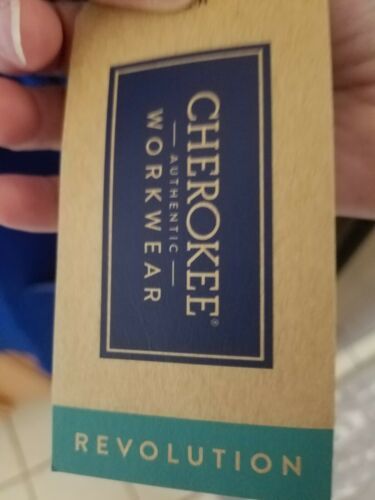 CHEROKEE®
— AUTHENTIC —
WORKWEAR
REVOLUTION